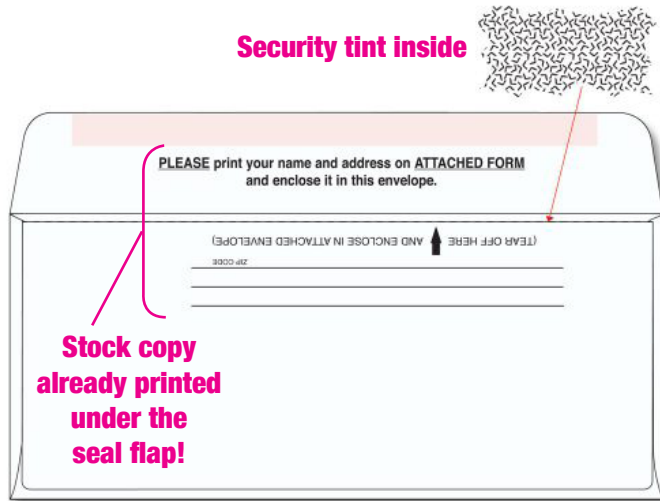 Security tint inside
PLEASE print your name and address on ATTACHED FORM
and enclose it in this envelope.
(TEAR OFF HERE AND ENCLOSE IN ATTACHED ENVELOPE)
ZIP CODE
Stock copy
already printed
under the
seal flap!